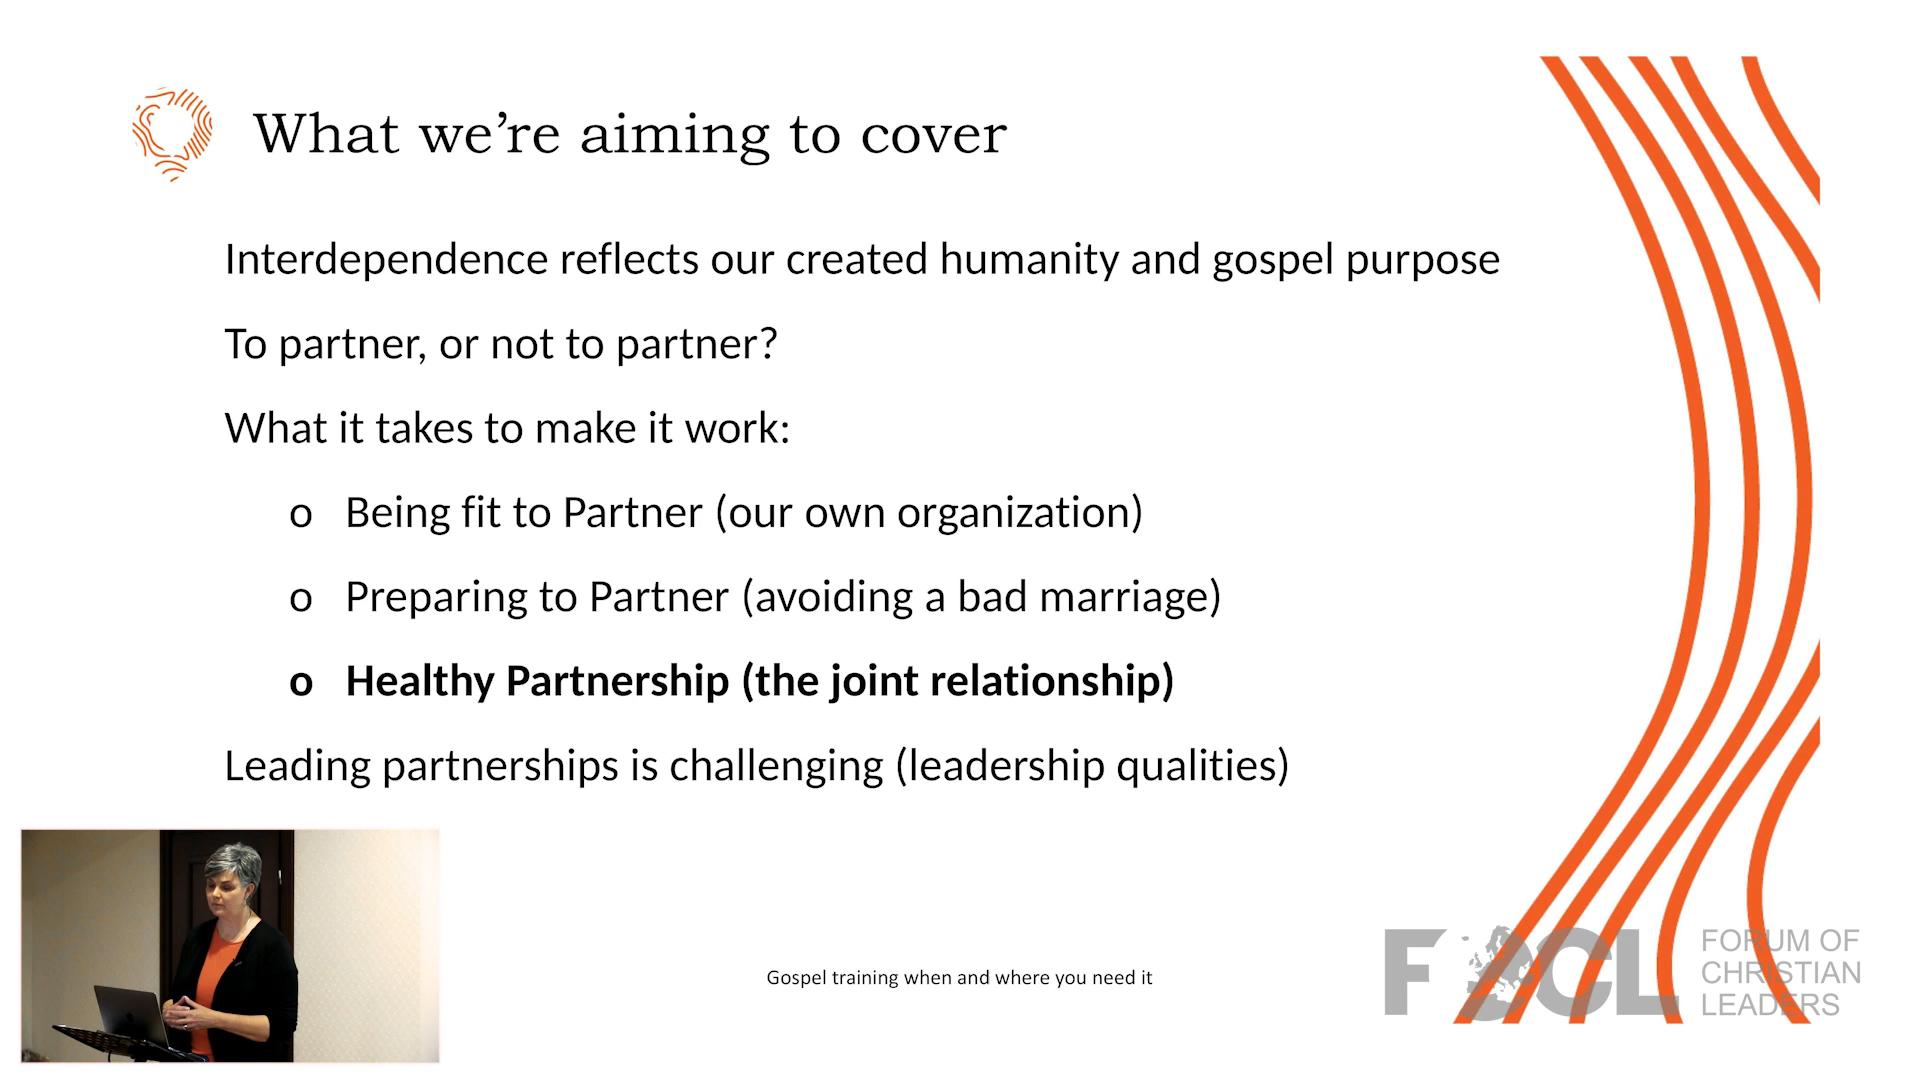 What we’re aiming to cover
Interdependence reflects our created humanity and gospel purpose
To partner, or not to partner?
What it takes to make it work:
o Being fit to Partner (our own organization)
o Preparing to Partner (avoiding a bad marriage)
o Healthy Partnership (the joint relationship)
Leading partnerships is challenging (leadership qualities)
Gospel training when and where you need it
FOCL
FORUM OF
CHRISTIAN
LEADERS